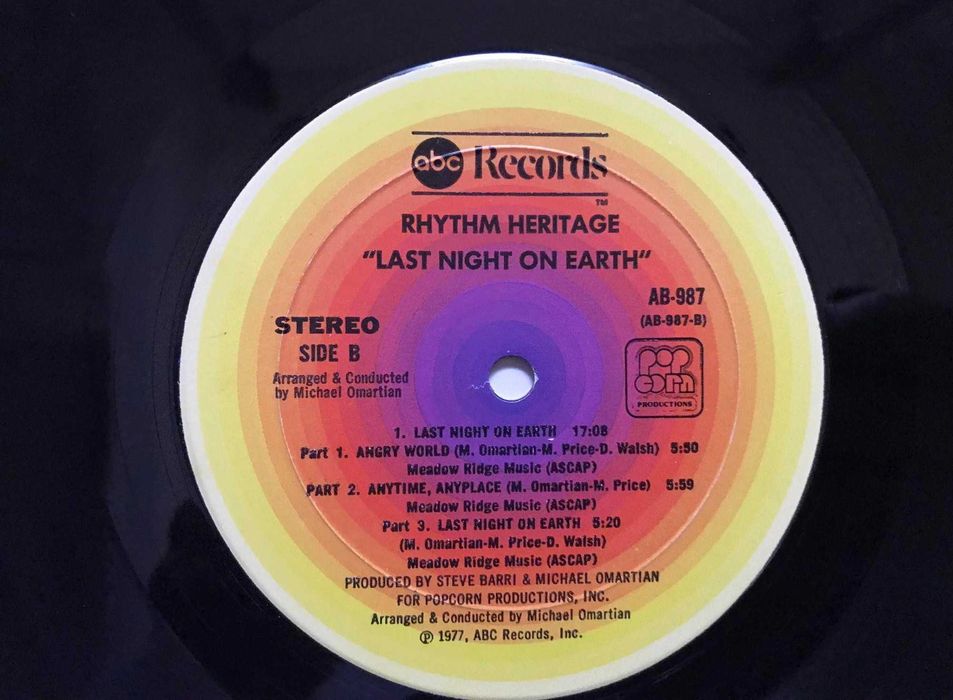 abc Records
TM
RHYTHM HERITAGE
"LAST NIGHT ON EARTH"
AB-987
(AB-987-B)
STEREO
SIDE B
Arranged & Conducted
by Michael Omartian
POP
CORN
PRODUCTIONS
1. LAST NIGHT ON EARTH 17:08
Part 1. ANGRY WORLD (M. Omartian-M. Price-D. Walsh) 5:50
Meadow Ridge Music (ASCAP)
PART 2. ANYTIME, ANYPLACE (M. Omartian-M. Price) 5:59
Meadow Ridge Music (ASCAP)
Part 3. LAST NIGHT ON EARTH 5:20
(M. Omartian-M. Price-D. Walsh)
Meadow Ridge Music (ASCAP)
PRODUCED BY STEVE BARRI & MICHAEL OMARTIAN
FOR POPCORN PRODUCTIONS, INC.
Arranged & Conducted by Michael Omartian
℗ 1977, ABC Records, Inc.